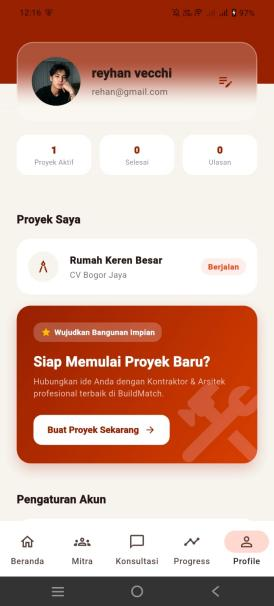 12:16
97%
reyhan vecchi
rehan@gmail.com
1
Proyek Aktif
0
Selesai
0
Ulasan
Proyek Saya
Rumah Keren Besar
CV Bogor Jaya
Berjalan
Wujudkan Bangunan Impian
Siap Memulai Proyek Baru?
Hubungkan ide Anda dengan Kontraktor & Arsitek
profesional terbaik di BuildMatch.
Buat Proyek Sekarang →
Pengaturan Akun
Beranda
Mitra
Konsultasi
Progress
Profile